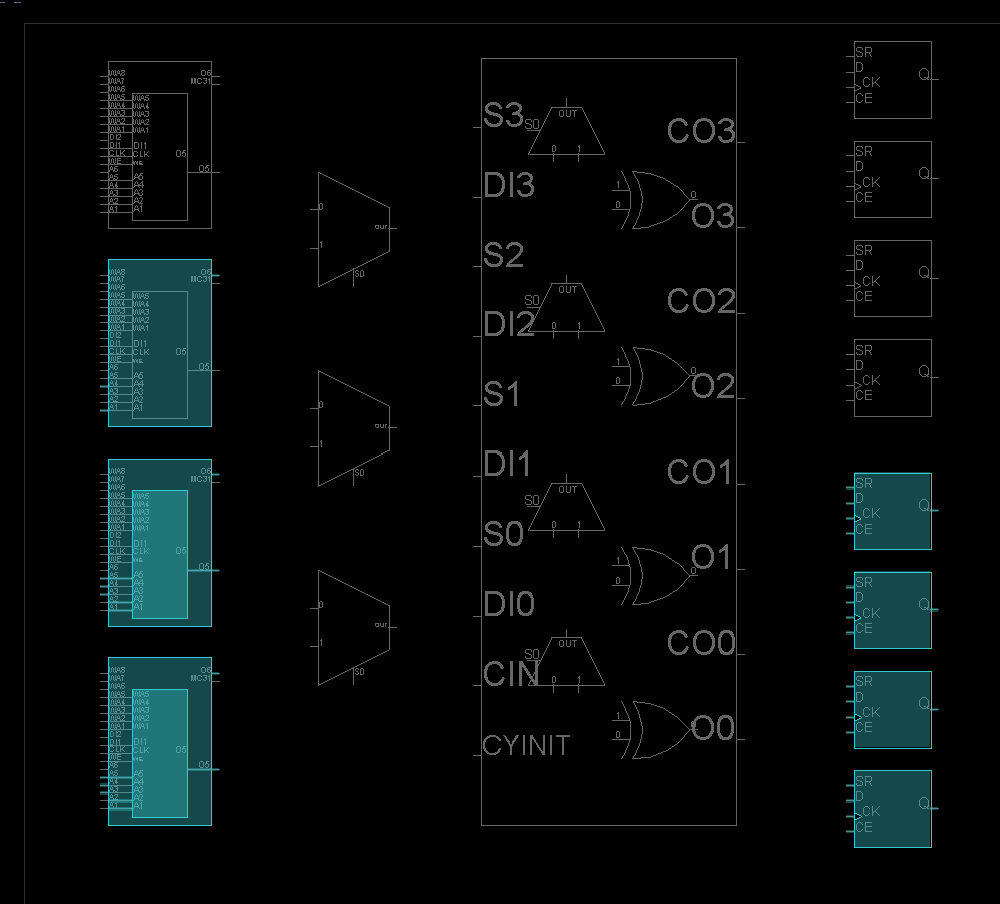 WA8 O6
WA7 MC31
WA6
WA5 WA5
WA4 WA4
WA3 WA3
WA2 WA2
WA1 WA1
DI2
DI1 DI1
CLK CLK O5 O5
WE WE
A6
A5 A5
A4 A4
A3 A3
A2 A2
A1 A1
WA8 O6
WA7 MC31
WA6
WA5 WA5
WA4 WA4
WA3 WA3
WA2 WA2
WA1 WA1
DI2
DI1 DI1
CLK CLK O5 O5
WE WE
A6
A5 A5
A4 A4
A3 A3
A2 A2
A1 A1
WA8 O6
WA7 MC31
WA6
WA5 WA5
WA4 WA4
WA3 WA3
WA2 WA2
WA1 WA1
DI2
DI1 DI1
CLK CLK O5 O5
WE WE
A6
A5 A5
A4 A4
A3 A3
A2 A2
A1 A1
WA8 O6
WA7 MC31
WA6
WA5 WA5
WA4 WA4
WA3 WA3
WA2 WA2
WA1 WA1
DI2
DI1 DI1
CLK CLK O5 O5
WE WE
A6
A5 A5
A4 A4
A3 A3
A2 A2
A1 A1
0
OUT
1
S0
0
OUT
1
S0
0
OUT
1
S0
S3 S0 OUT CO3
0 1
DI3 1 0 O
O3
S2
S0 OUT CO2
DI2 0 1
1 0 O
O2
S1
DI1 CO1
S0 OUT
S0 0 1
1 0 O
O1
DI0
S0 OUT CO0
CIN 0 1
1 0 O
O0
CYINIT
SR
D Q
CK
CE
SR
D Q
CK
CE
SR
D Q
CK
CE
SR
D Q
CK
CE
SR
D Q
CK
CE
SR
D Q
CK
CE
SR
D Q
CK
CE
SR
D Q
CK
CE